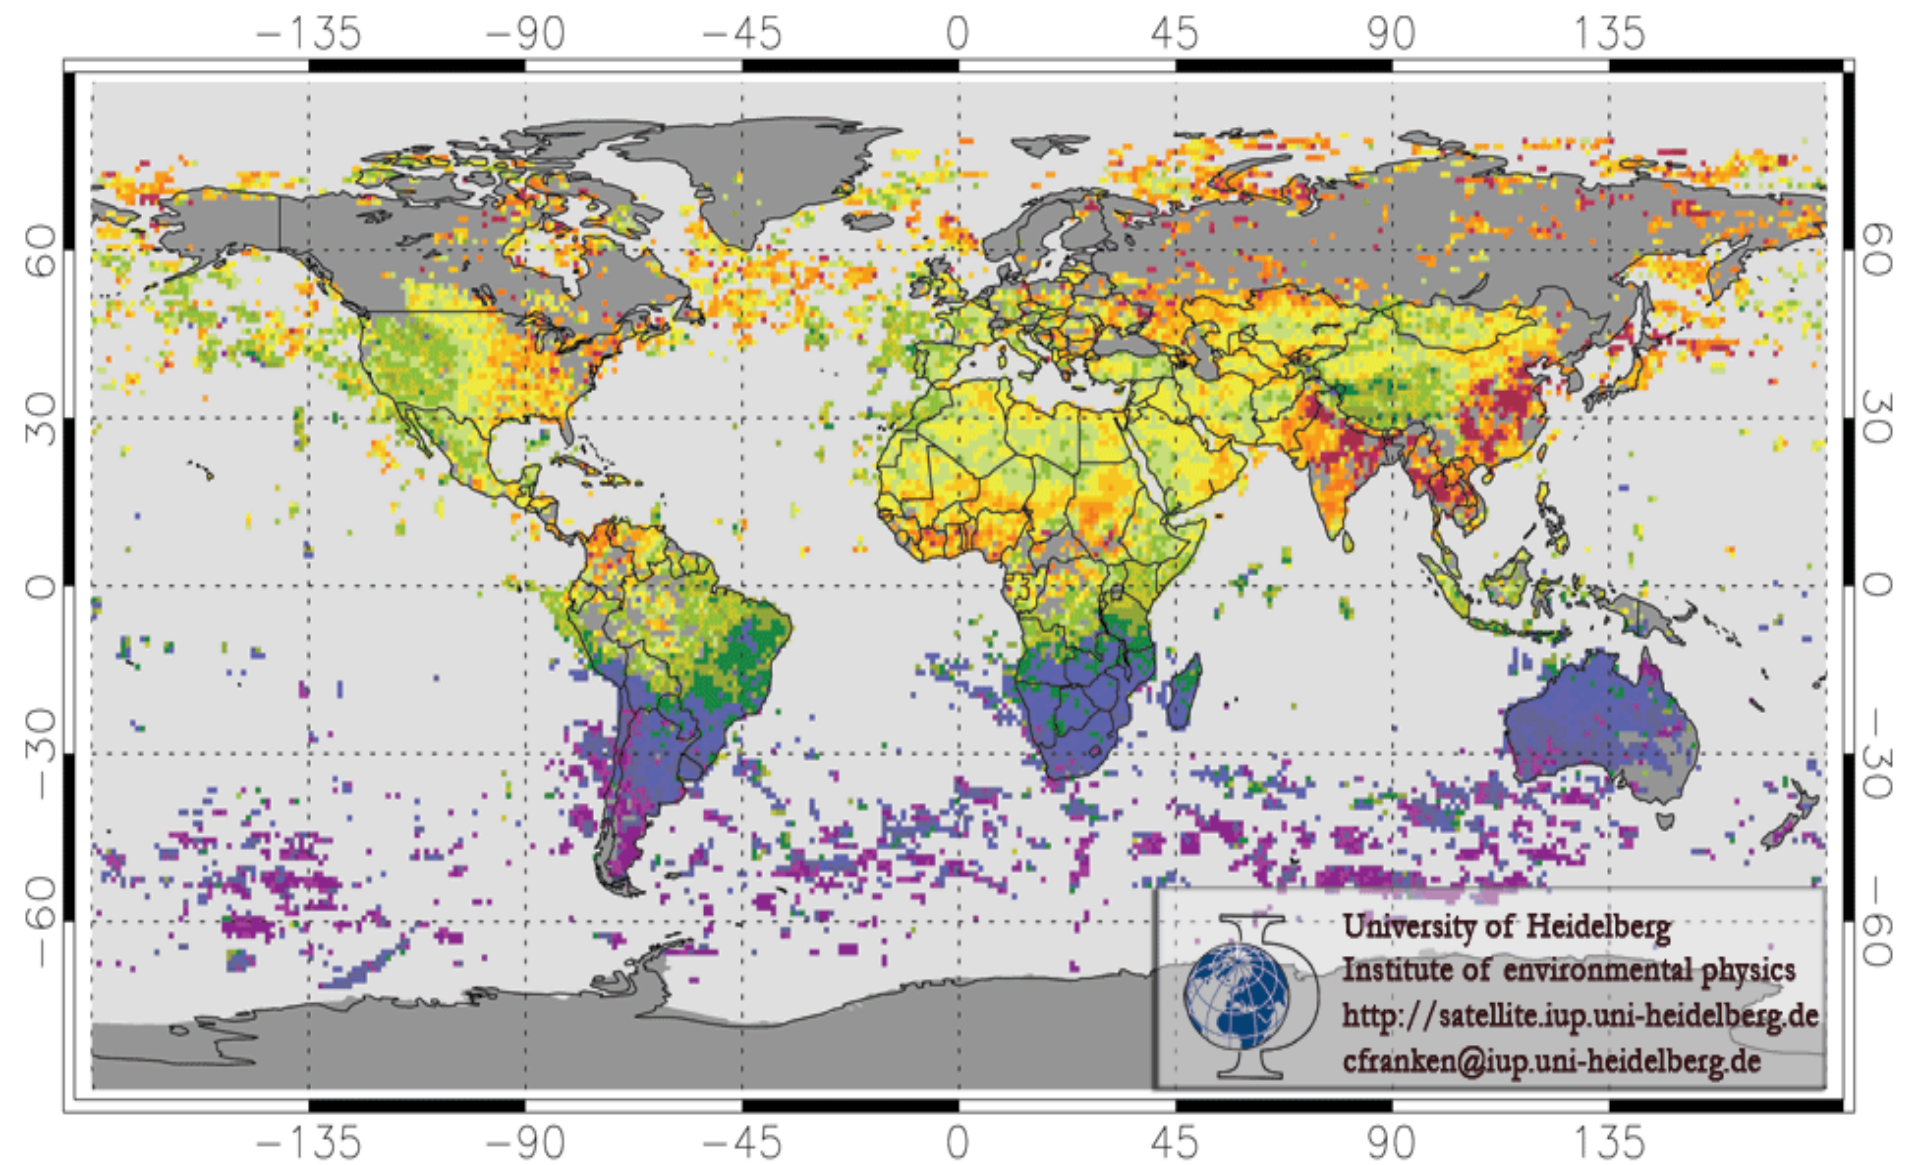 −135 −90 −45 0 45 90 135
60 60
30 30
0 0
−30 −30
−60 −60
University of Heidelberg
Institute of environmental physics
http://satellite.iup.uni-heidelberg.de
cfranken@iup.uni-heidelberg.de
−135 −90 −45 0 45 90 135